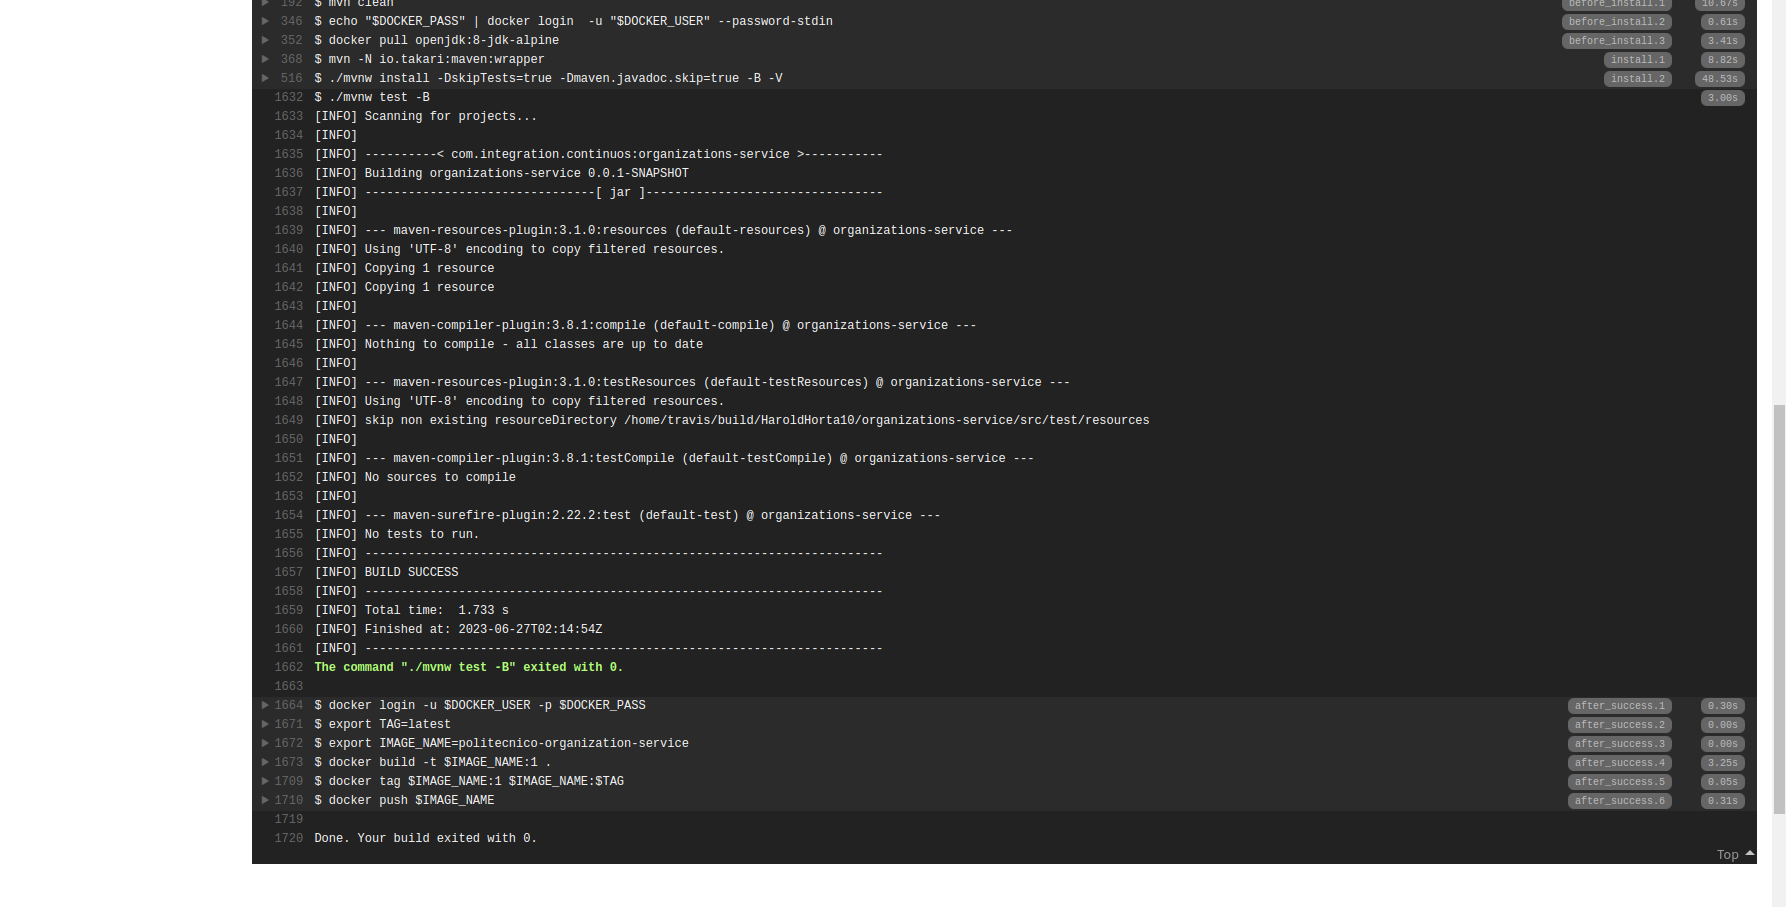 192 $ mvn clean before_install.1 10.67s
346 $ echo "$DOCKER_PASS" | docker login  -u "$DOCKER_USER" --password-stdin before_install.2 0.61s
352 $ docker pull openjdk:8-jdk-alpine before_install.3 3.41s
368 $ mvn -N io.takari:maven:wrapper install.1 8.82s
516 $ ./mvnw install -DskipTests=true -Dmaven.javadoc.skip=true -B -V install.2 48.53s
1632 $ ./mvnw test -B 3.00s
1633 [INFO] Scanning for projects...
1634 [INFO]
1635 [INFO] ----------< com.integration.continuos:organizations-service >-----------
1636 [INFO] Building organizations-service 0.0.1-SNAPSHOT
1637 [INFO] --------------------------------[ jar ]---------------------------------
1638 [INFO]
1639 [INFO] --- maven-resources-plugin:3.1.0:resources (default-resources) @ organizations-service ---
1640 [INFO] Using 'UTF-8' encoding to copy filtered resources.
1641 [INFO] Copying 1 resource
1642 [INFO] Copying 1 resource
1643 [INFO]
1644 [INFO] --- maven-compiler-plugin:3.8.1:compile (default-compile) @ organizations-service ---
1645 [INFO] Nothing to compile - all classes are up to date
1646 [INFO]
1647 [INFO] --- maven-resources-plugin:3.1.0:testResources (default-testResources) @ organizations-service ---
1648 [INFO] Using 'UTF-8' encoding to copy filtered resources.
1649 [INFO] skip non existing resourceDirectory /home/travis/build/HaroldHorta10/organizations-service/src/test/resources
1650 [INFO]
1651 [INFO] --- maven-compiler-plugin:3.8.1:testCompile (default-testCompile) @ organizations-service ---
1652 [INFO] No sources to compile
1653 [INFO]
1654 [INFO] --- maven-surefire-plugin:2.22.2:test (default-test) @ organizations-service ---
1655 [INFO] No tests to run.
1656 [INFO] ------------------------------------------------------------------------
1657 [INFO] BUILD SUCCESS
1658 [INFO] ------------------------------------------------------------------------
1659 [INFO] Total time:  1.733 s
1660 [INFO] Finished at: 2023-06-27T02:14:54Z
1661 [INFO] ------------------------------------------------------------------------
1662 The command "./mvnw test -B" exited with 0.
1663
1664 $ docker login -u $DOCKER_USER -p $DOCKER_PASS after_success.1 0.30s
1671 $ export TAG=latest after_success.2 0.00s
1672 $ export IMAGE_NAME=politecnico-organization-service after_success.3 0.00s
1673 $ docker build -t $IMAGE_NAME:1 . after_success.4 3.25s
1709 $ docker tag $IMAGE_NAME:1 $IMAGE_NAME:$TAG after_success.5 0.05s
1710 $ docker push $IMAGE_NAME after_success.6 0.31s
1719
1720 Done. Your build exited with 0.
Top